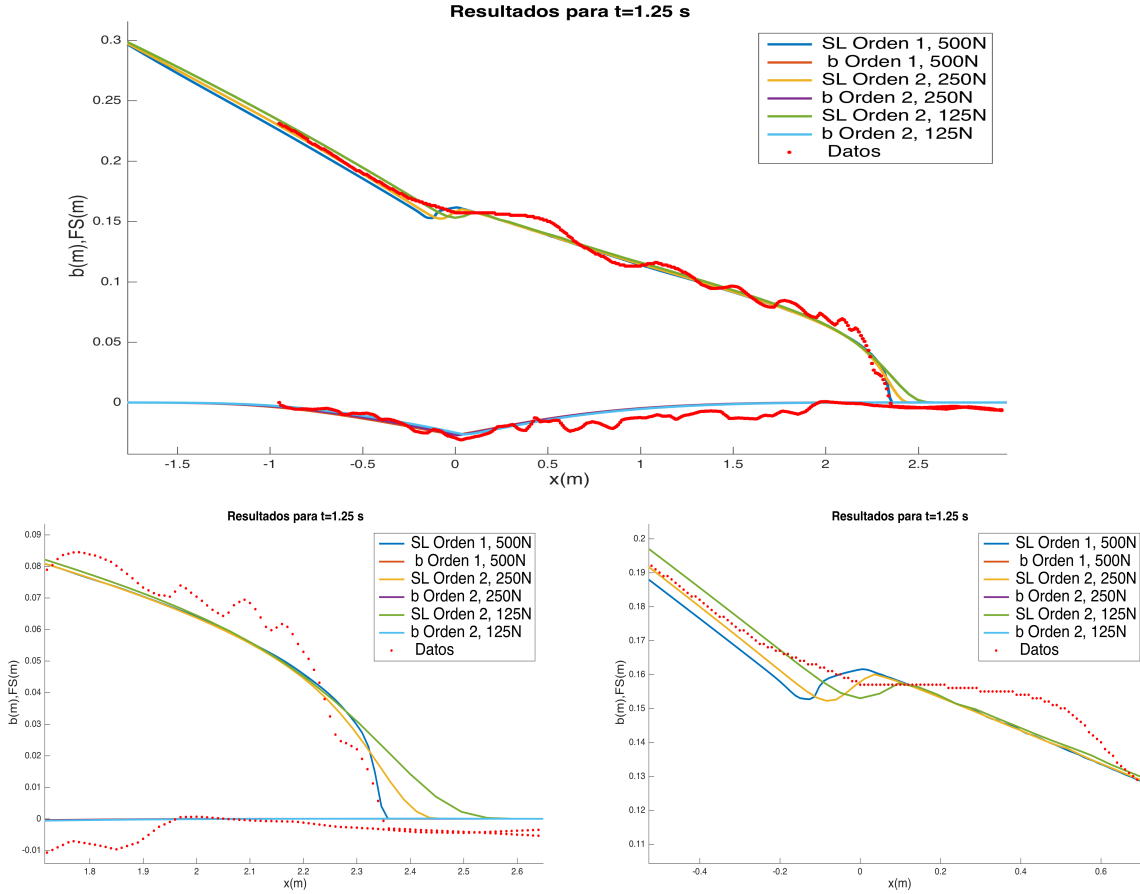 Resultados para t=1.25 s
SL Orden 1, 500N
b Orden 1, 500N
SL Orden 2, 250N
b Orden 2, 250N
SL Orden 2, 125N
b Orden 2, 125N
Datos
b(m),FS(m)
0.3
0.25
0.2
0.15
0.1
0.05
0
-1.5 -1 -0.5 0 0.5 1 1.5 2 2.5
x(m)
Resultados para t=1.25 s
SL Orden 1, 500N
b Orden 1, 500N
SL Orden 2, 250N
b Orden 2, 250N
SL Orden 2, 125N
b Orden 2, 125N
Datos
b(m),FS(m)
0.09
0.08
0.07
0.06
0.05
0.04
0.03
0.02
0.01
0
-0.01
1.8 1.9 2 2.1 2.2 2.3 2.4 2.5 2.6
x(m)
Resultados para t=1.25 s
SL Orden 1, 500N
b Orden 1, 500N
SL Orden 2, 250N
b Orden 2, 250N
SL Orden 2, 125N
b Orden 2, 125N
Datos
b(m),FS(m)
0.2
0.19
0.18
0.17
0.16
0.15
0.14
0.13
0.12
0.11
-0.4 -0.2 0 0.2 0.4 0.6
x(m)